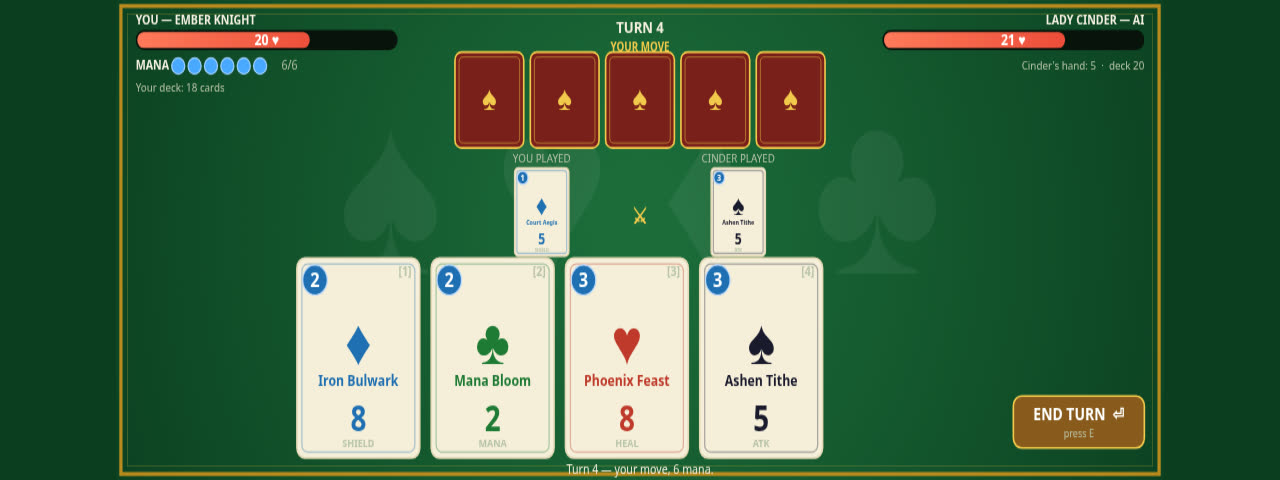 YOU — EMBER KNIGHT
20 ♥
MANA 6/6
Your deck: 18 cards
TURN 4
YOUR MOVE
LADY CINDER — AI
21 ♥
Cinder's hand: 5 · deck 20
YOU PLAYED
CINDER PLAYED
1
Court Aegis
5
3
Ashen Tithe
5
2 [1]
Iron Bulwark
8
SHIELD
2 [2]
Mana Bloom
2
MANA
3 [3]
Phoenix Feast
8
HEAL
3 [4]
Ashen Tithe
5
ATK
END TURN ⏎
press E
Turn 4 — your move, 6 mana.